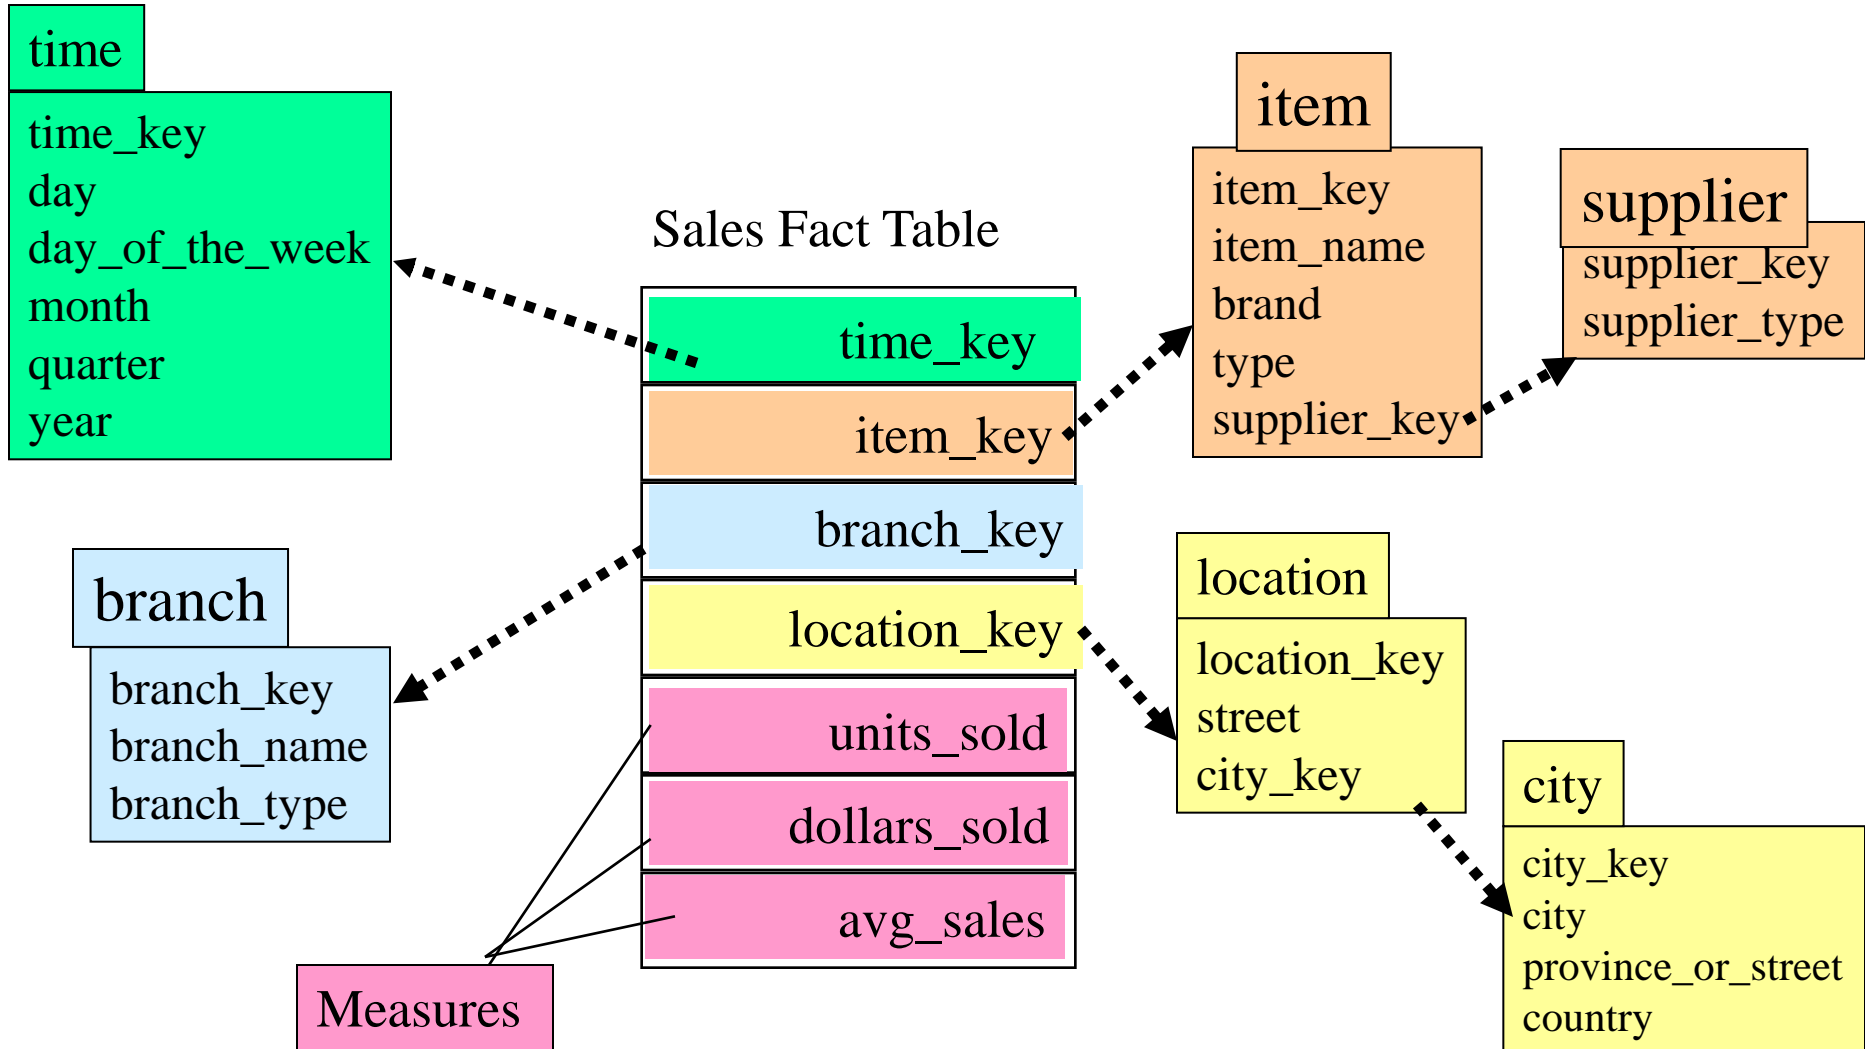 time
time_key
day
day_of_the_week
month
quarter
year
branch
branch_key
branch_name
branch_type
Sales Fact Table
time_key
item_key
branch_key
location_key
units_sold
dollars_sold
avg_sales
Measures
item
item_key
item_name
brand
type
supplier_key
supplier
supplier_key
supplier_type
location
location_key
street
city_key
city
city_key
city
province_or_street
country